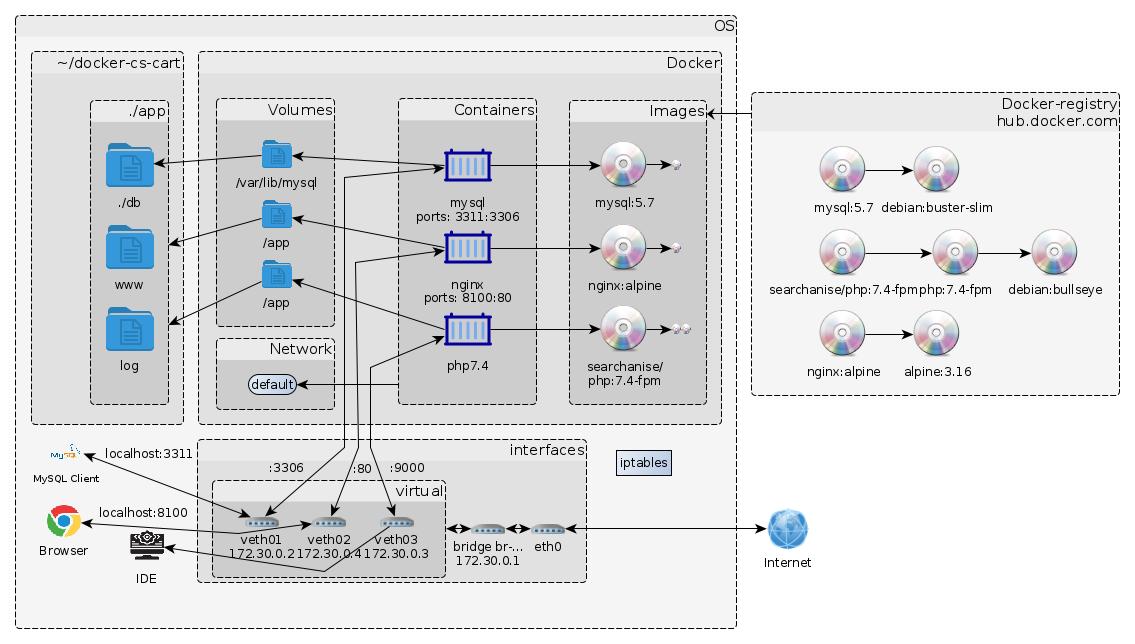 OS
~/docker-cs-cart
./app
./db
www
log
Docker
Volumes
/var/lib/mysql
/app
/app
Network
default
Containers
mysql
ports: 3311:3306
nginx
ports: 8100:80
php7.4
Images
mysql:5.7
nginx:alpine
searchanise/
php:7.4-fpm
Docker-registry
hub.docker.com
mysql:5.7
debian:buster-slim
searchanise/php:7.4-fpm
php:7.4-fpm
debian:bullseye
nginx:alpine
alpine:3.16
MySQL
MySQL Client
localhost:3311
localhost:8100
Browser
IDE
interfaces
:3306
:80
:9000
virtual
veth01
172.30.0.2
veth02
172.30.0.4
veth03
172.30.0.3
bridge br-...
172.30.0.1
eth0
iptables
Internet